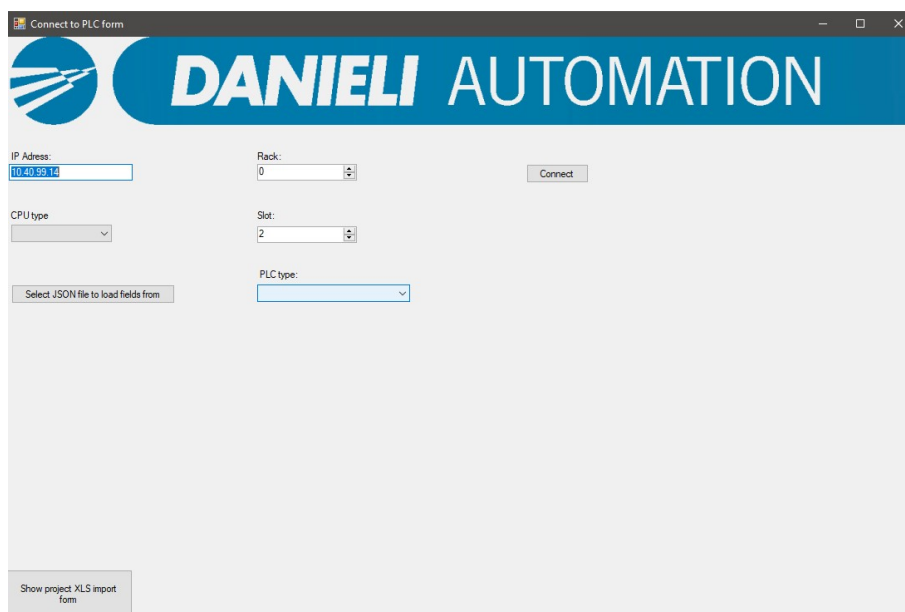 Connect to PLC form
DANIELI AUTOMATION
IP Adress:
10.40.99.14
Rack:
0
Connect
CPU type
Slot:
2
PLC type:
Select JSON file to load fields from
Show project XLS import
form